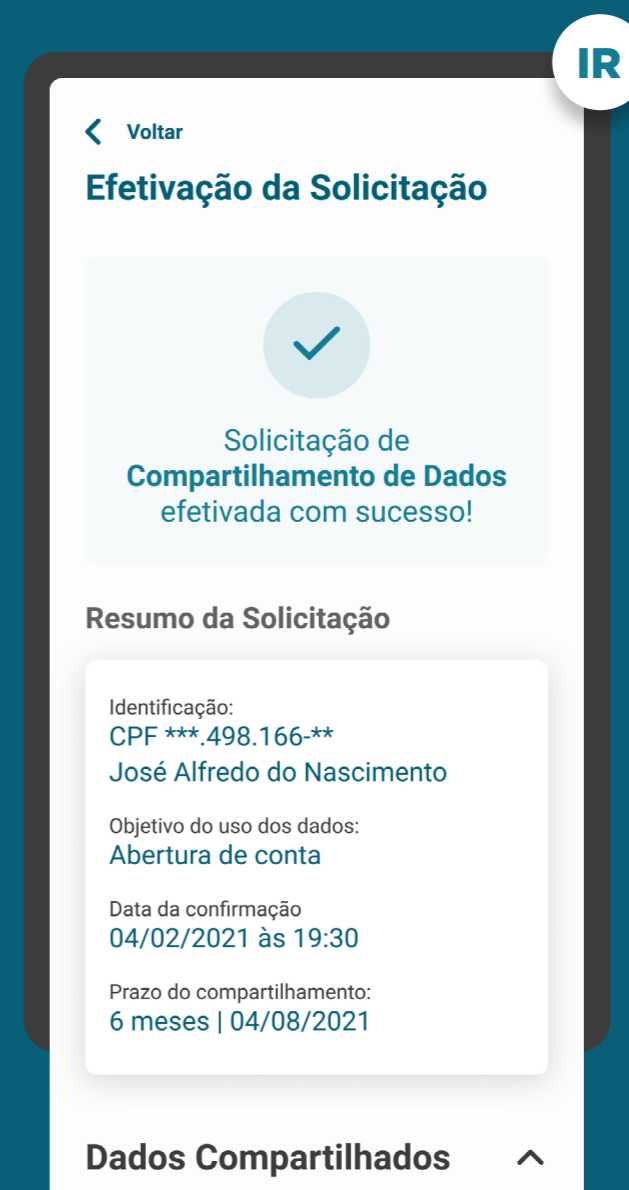 IR
Voltar
Efetivação da Solicitação
Solicitação de
Compartilhamento de Dados
efetivada com sucesso!
Resumo da Solicitação
Identificação:
CPF ***.498.166-**
José Alfredo do Nascimento
Objetivo do uso dos dados:
Abertura de conta
Data da confirmação
04/02/2021 às 19:30
Prazo do compartilhamento:
6 meses | 04/08/2021
Dados Compartilhados